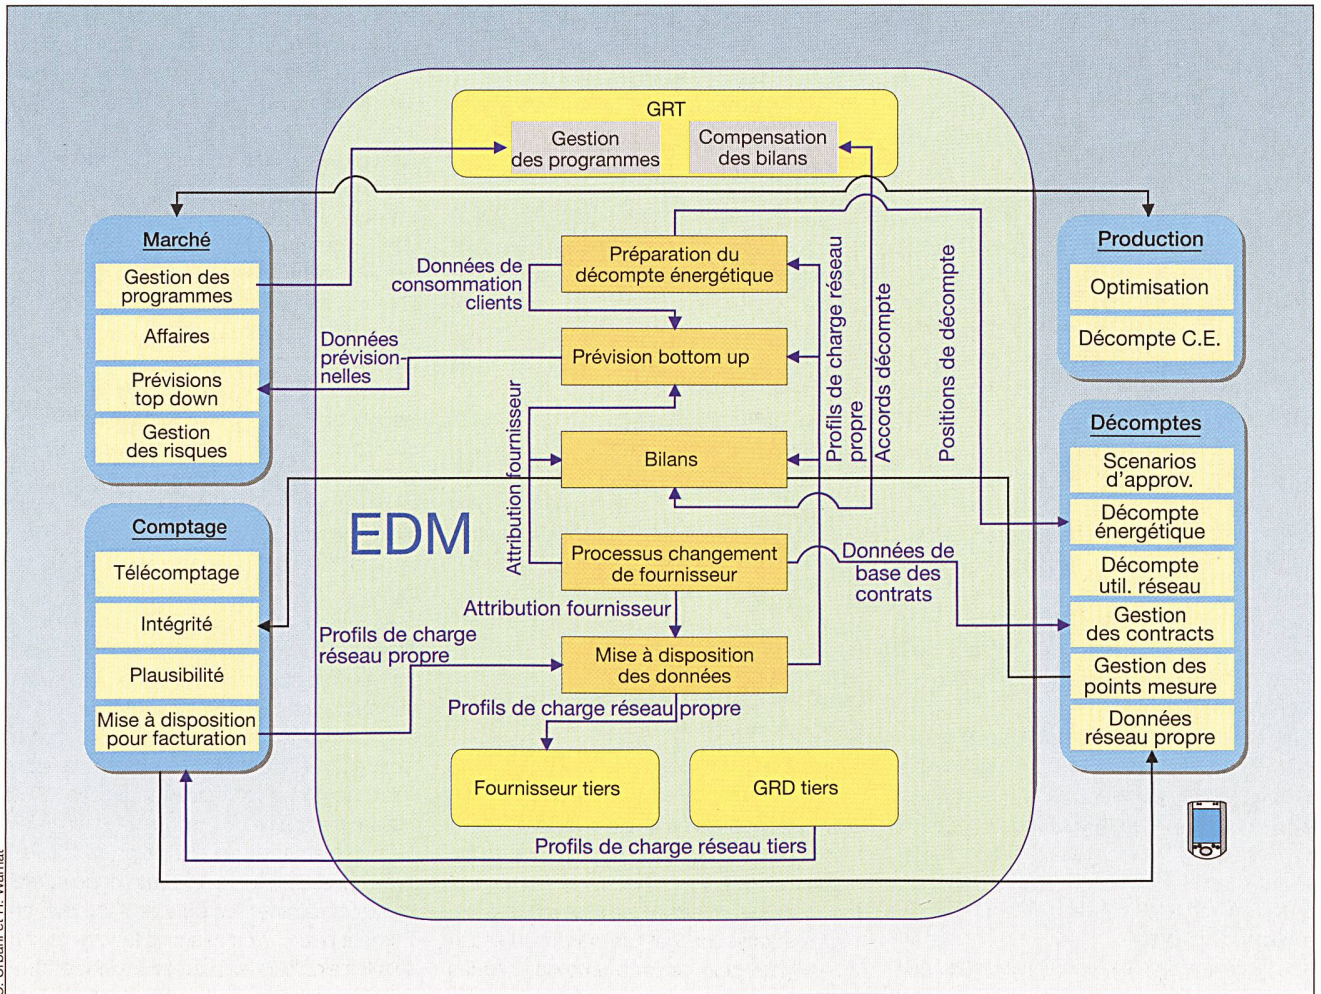 GRT
Gestion
des programmes
Compensation
des bilans
Marché
Gestion des
programmes
Affaires
Prévisions
top down
Gestion
des risques
Comptage
Télécomptage
Intégrité
Plausibilité
Mise à disposition
pour facturation
Données de
consommation
clients
Données
prévision-
nelles
Attribution fournisseur
EDM
Préparation du
décompte énergétique
Prévision bottom up
Bilans
Processus changement
de fournisseur
Attribution fournisseur
Profils de charge
réseau propre
Mise à disposition
des données
Profils de charge réseau propre
Fournisseur tiers
GRD tiers
Profils de charge réseau tiers
Profils de charge réseau
propre
Accords décompte
Positions de décompte
Données de
base des
contrats
Production
Optimisation
Décompte C.E.
Décomptes
Scenarios
d'approv.
Décompte
énergétique
Décompte
util. réseau
Gestion
des contracts
Gestion des
points mesure
Données
réseau propre